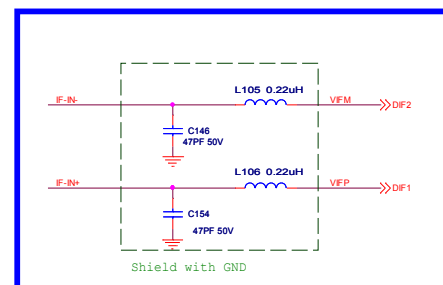 L105 0.22uH
IF-IN- VIFM DIF2
C146
47PF 50V
L106 0.22uH
IF-IN+ VIFP DIF1
C154
47PF 50V
Shield with GND